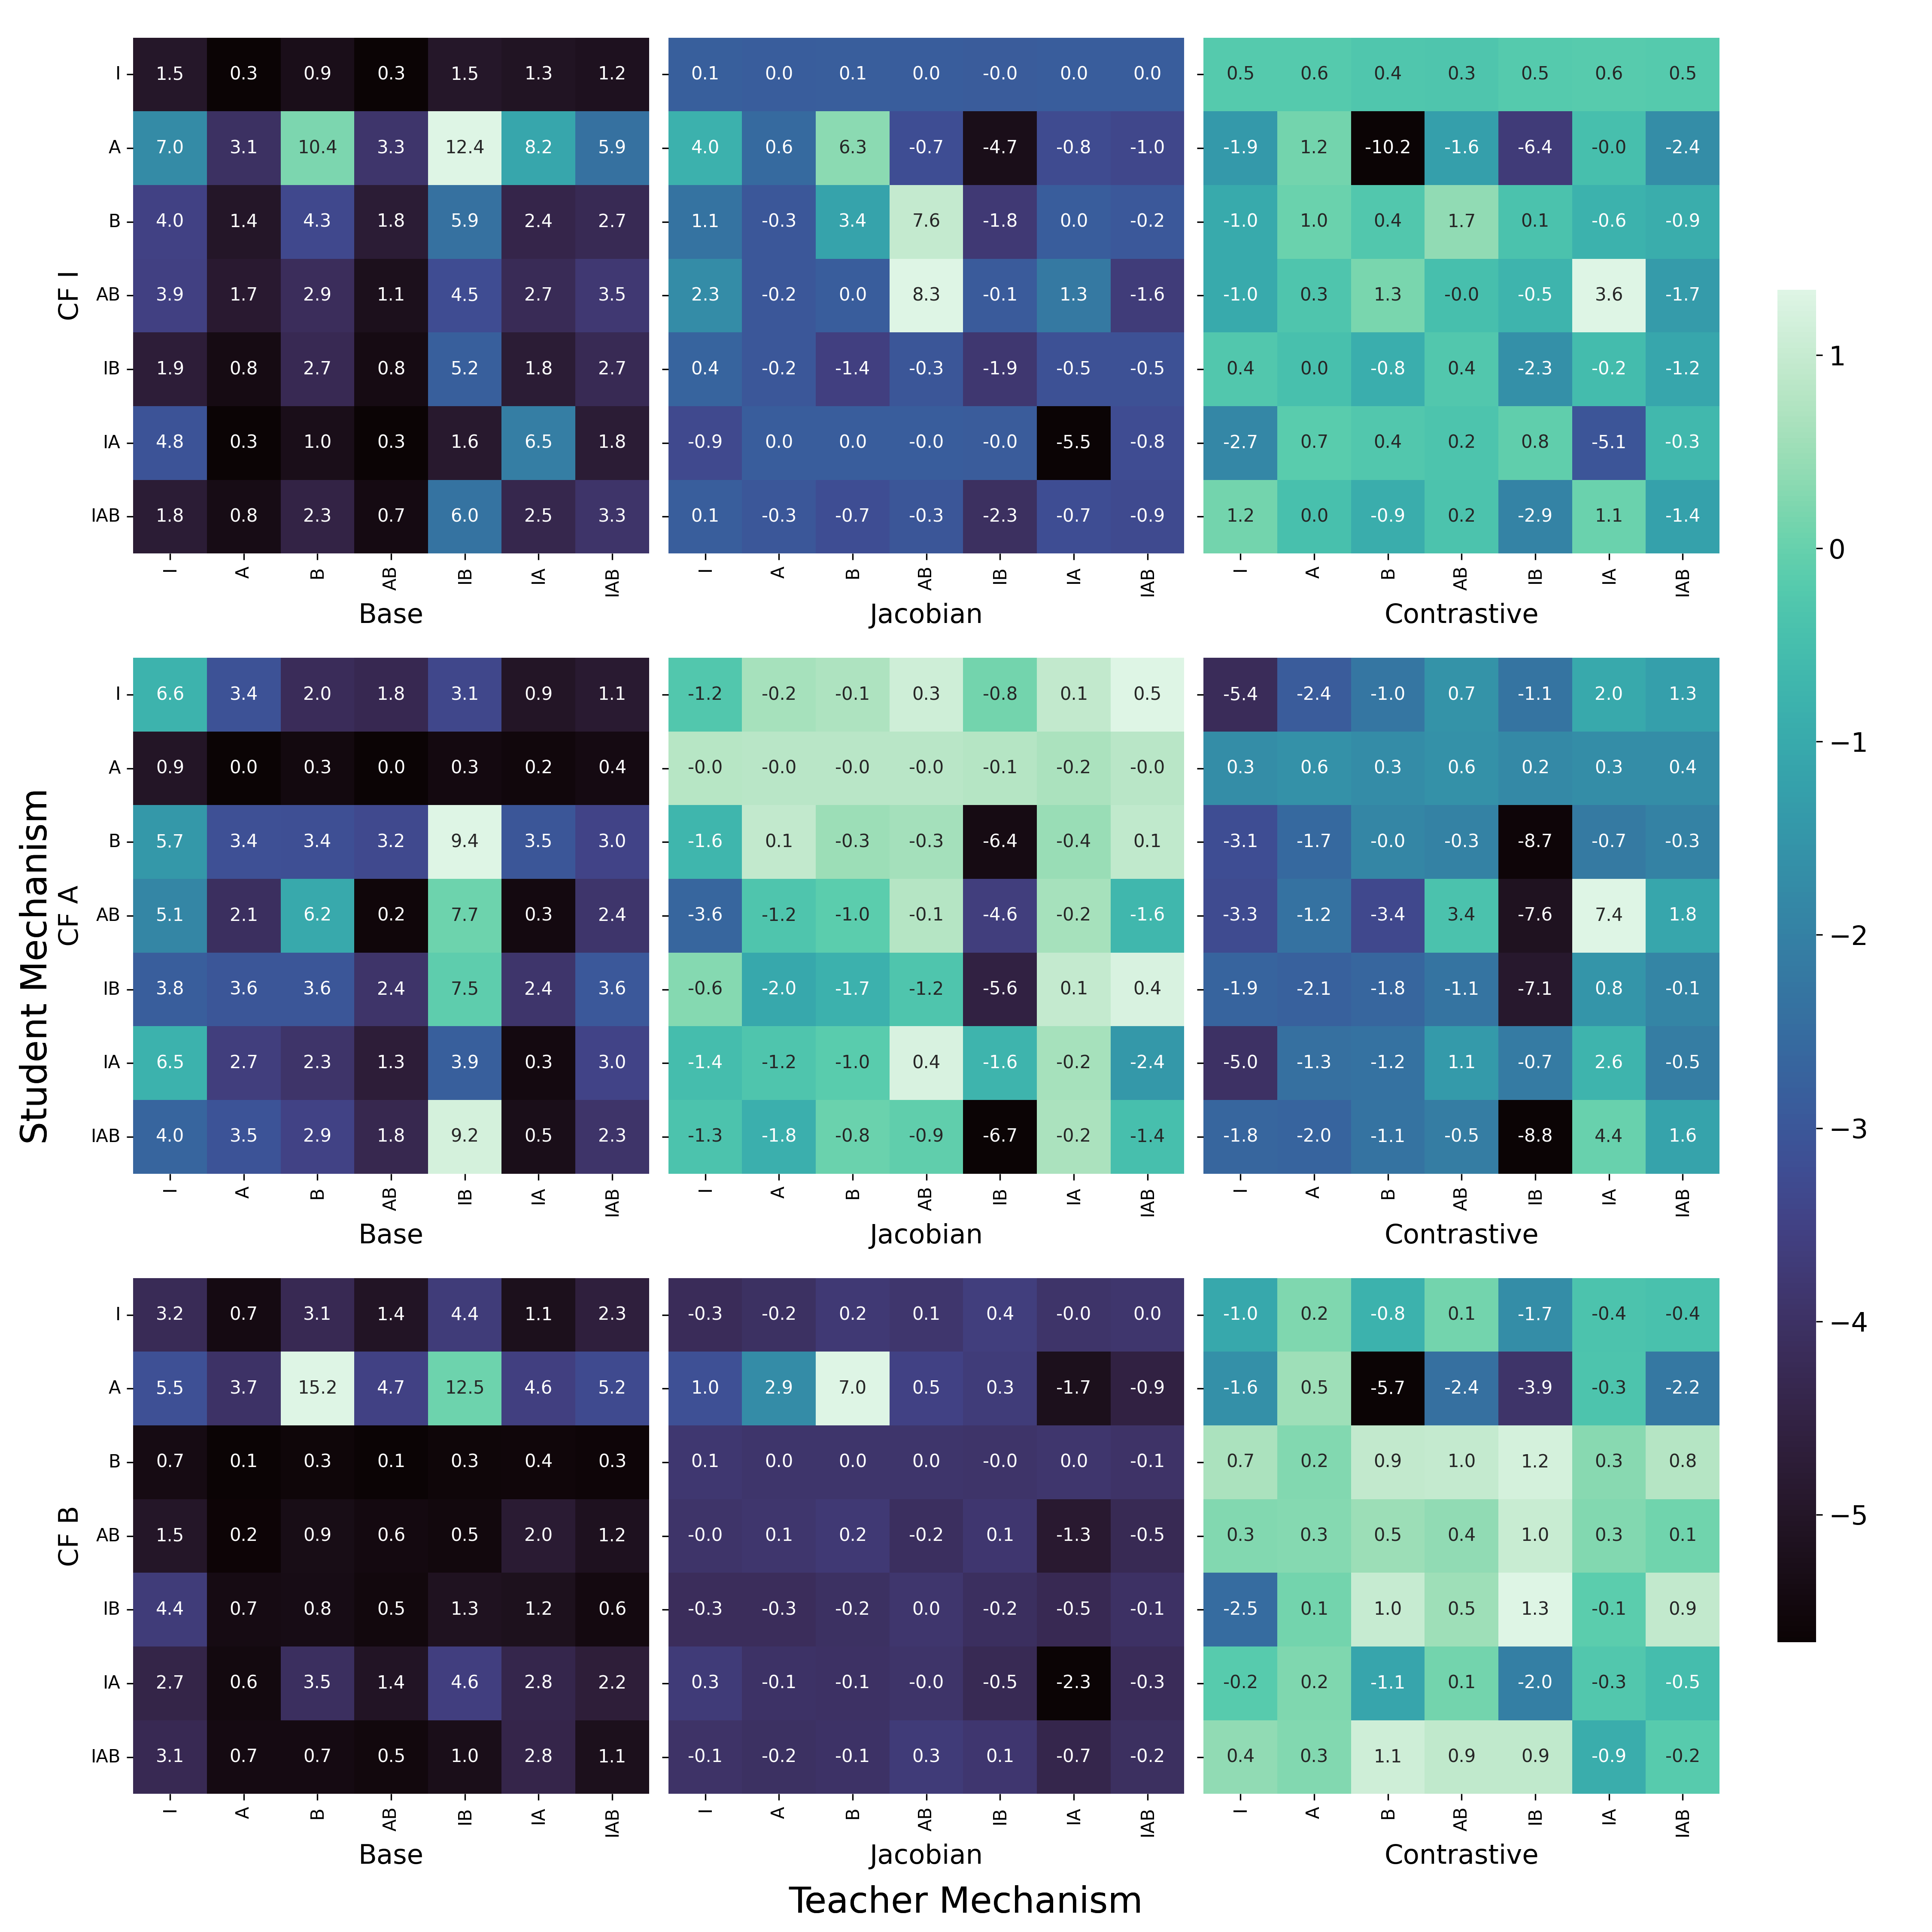 I 1.5 0.3 0.9 0.3 1.5 1.3 1.2 0.1 0.0 0.1 0.0 -0.0 0.0 0.0 0.5 0.6 0.4 0.3 0.5 0.6 0.5
A 7.0 3.1 10.4 3.3 12.4 8.2 5.9 4.0 0.6 6.3 -0.7 -4.7 -0.8 -1.0 -1.9 1.2 -10.2 -1.6 -6.4 -0.0 -2.4
B 4.0 1.4 4.3 1.8 5.9 2.4 2.7 1.1 -0.3 3.4 7.6 -1.8 0.0 -0.2 -1.0 1.0 0.4 1.7 0.1 -0.6 -0.9
CF I
AB 3.9 1.7 2.9 1.1 4.5 2.7 3.5 2.3 -0.2 0.0 8.3 -0.1 1.3 -1.6 -1.0 0.3 1.3 -0.0 -0.5 3.6 -1.7
IB 1.9 0.8 2.7 0.8 5.2 1.8 2.7 0.4 -0.2 -1.4 -0.3 -1.9 -0.5 -0.5 0.4 0.0 -0.8 0.4 -2.3 -0.2 -1.2
IA 4.8 0.3 1.0 0.3 1.6 6.5 1.8 -0.9 0.0 0.0 -0.0 -0.0 -5.5 -0.8 -2.7 0.7 0.4 0.2 0.8 -5.1 -0.3
IAB 1.8 0.8 2.3 0.7 6.0 2.5 3.3 0.1 -0.3 -0.7 -0.3 -2.3 -0.7 -0.9 1.2 0.0 -0.9 0.2 -2.9 1.1 -1.4
I A B AB IB IA IAB I A B AB IB IA IAB I A B AB IB IA IAB
Base Jacobian Contrastive
I 6.6 3.4 2.0 1.8 3.1 0.9 1.1 -1.2 -0.2 -0.1 0.3 -0.8 0.1 0.5 -5.4 -2.4 -1.0 0.7 -1.1 2.0 1.3
A 0.9 0.0 0.3 0.0 0.3 0.2 0.4 -0.0 -0.0 -0.0 -0.0 -0.1 -0.2 -0.0 0.3 0.6 0.3 0.6 0.2 0.3 0.4
B 5.7 3.4 3.4 3.2 9.4 3.5 3.0 -1.6 0.1 -0.3 -0.3 -6.4 -0.4 0.1 -3.1 -1.7 -0.0 -0.3 -8.7 -0.7 -0.3
Student Mechanism
CF A
AB 5.1 2.1 6.2 0.2 7.7 0.3 2.4 -3.6 -1.2 -1.0 -0.1 -4.6 -0.2 -1.6 -3.3 -1.2 -3.4 3.4 -7.6 7.4 1.8
IB 3.8 3.6 3.6 2.4 7.5 2.4 3.6 -0.6 -2.0 -1.7 -1.2 -5.6 0.1 0.4 -1.9 -2.1 -1.8 -1.1 -7.1 0.8 -0.1
IA 6.5 2.7 2.3 1.3 3.9 0.3 3.0 -1.4 -1.2 -1.0 0.4 -1.6 -0.2 -2.4 -5.0 -1.3 -1.2 1.1 -0.7 2.6 -0.5
IAB 4.0 3.5 2.9 1.8 9.2 0.5 2.3 -1.3 -1.8 -0.8 -0.9 -6.7 -0.2 -1.4 -1.8 -2.0 -1.1 -0.5 -8.8 4.4 1.6
I A B AB IB IA IAB I A B AB IB IA IAB I A B AB IB IA IAB
Base Jacobian Contrastive
I 3.2 0.7 3.1 1.4 4.4 1.1 2.3 -0.3 -0.2 0.2 0.1 0.4 -0.0 0.0 -1.0 0.2 -0.8 0.1 -1.7 -0.4 -0.4
A 5.5 3.7 15.2 4.7 12.5 4.6 5.2 1.0 2.9 7.0 0.5 0.3 -1.7 -0.9 -1.6 0.5 -5.7 -2.4 -3.9 -0.3 -2.2
B 0.7 0.1 0.3 0.1 0.3 0.4 0.3 0.1 0.0 0.0 0.0 -0.0 0.0 -0.1 0.7 0.2 0.9 1.0 1.2 0.3 0.8
CF B
AB 1.5 0.2 0.9 0.6 0.5 2.0 1.2 -0.0 0.1 0.2 -0.2 0.1 -1.3 -0.5 0.3 0.3 0.5 0.4 1.0 0.3 0.1
IB 4.4 0.7 0.8 0.5 1.3 1.2 0.6 -0.3 -0.3 -0.2 0.0 -0.2 -0.5 -0.1 -2.5 0.1 1.0 0.5 1.3 -0.1 0.9
IA 2.7 0.6 3.5 1.4 4.6 2.8 2.2 0.3 -0.1 -0.1 -0.0 -0.5 -2.3 -0.3 -0.2 0.2 -1.1 0.1 -2.0 -0.3 -0.5
IAB 3.1 0.7 0.7 0.5 1.0 2.8 1.1 -0.1 -0.2 -0.1 0.3 0.1 -0.7 -0.2 0.4 0.3 1.1 0.9 0.9 -0.9 -0.2
I A B AB IB IA IAB I A B AB IB IA IAB I A B AB IB IA IAB
Base Jacobian Contrastive
Teacher Mechanism
1
0
−1
−2
−3
−4
−5